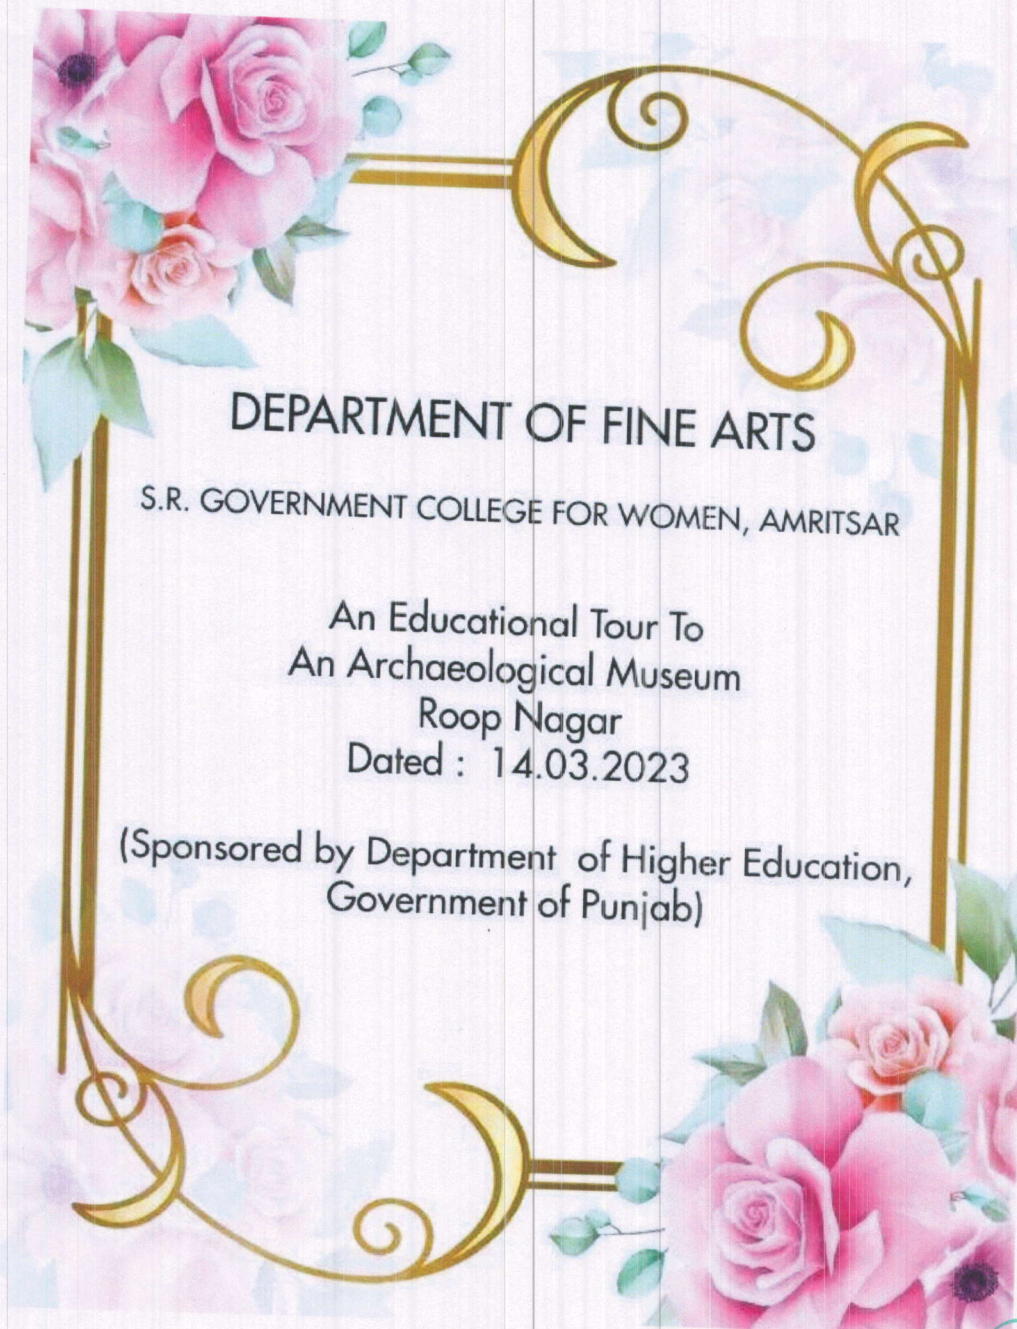 DEPARTMENT OF FINE ARTS
S.R. GOVERNMENT COLLEGE FOR WOMEN, AMRITSAR
An Educational Tour To
An Archaeological Museum
Roop Nagar
Dated : 14.03.2023
(Sponsored by Department of Higher Education,
Government of Punjab)